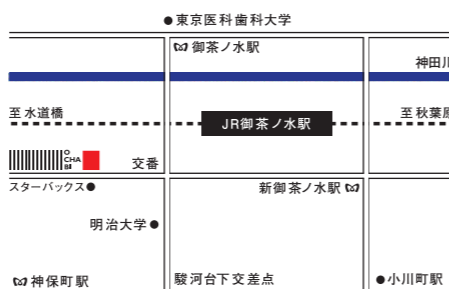 ●東京医科歯科大学
御茶ノ水駅
神田川
至水道橋
JR御茶ノ水駅
至秋葉原
OCHABI
交番
スターバックス●
新御茶ノ水駅
明治大学●
神保町駅
駿河台下交差点
●小川町駅